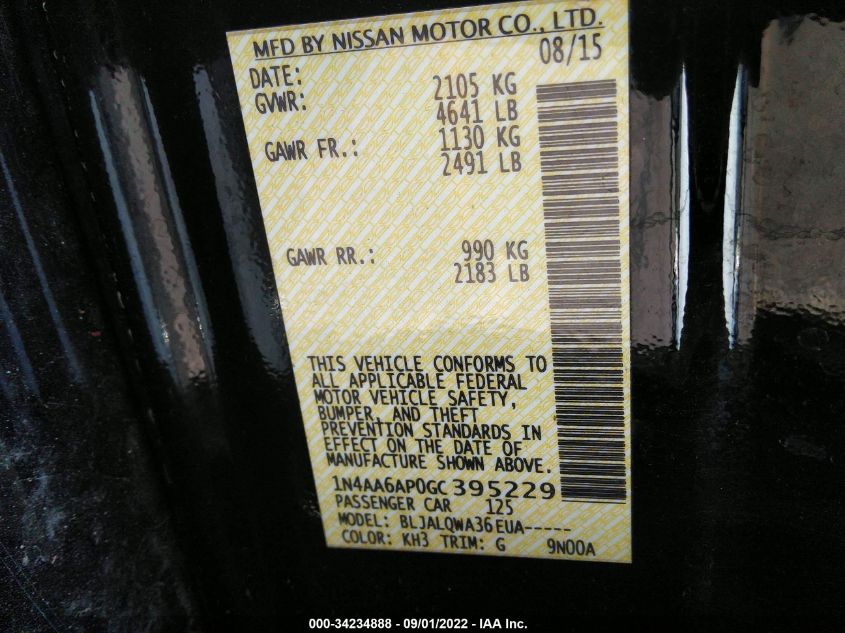 MFD BY NISSAN MOTOR CO., LTD.
DATE: 08/15
GVWR: 2105 KG
4641 LB
GAWR FR.: 1130 KG
2491 LB
GAWR RR.: 990 KG
2183 LB
THIS VEHICLE CONFORMS TO
ALL APPLICABLE FEDERAL
MOTOR VEHICLE SAFETY,
BUMPER, AND THEFT
PREVENTION STANDARDS IN
EFFECT ON THE DATE OF
MANUFACTURE SHOWN ABOVE.
1N4AA6AP0GC395229
PASSENGER CAR 125
MODEL: BLJALQWA36EUA-----
COLOR: KH3 TRIM: G 9N00A
000-34234888 - 09/01/2022 - IAA Inc.